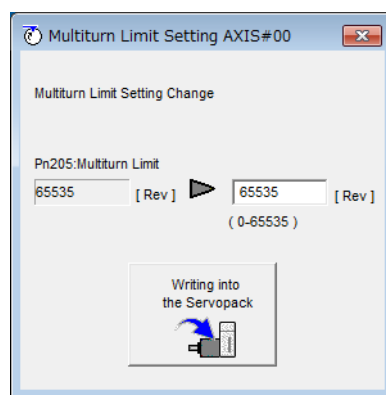 Multiturn Limit Setting AXIS#00
Multiturn Limit Setting Change
Pn205:Multiturn Limit
65535 [ Rev ] 65535 [ Rev ]
( 0-65535 )
Writing into
the Servopack